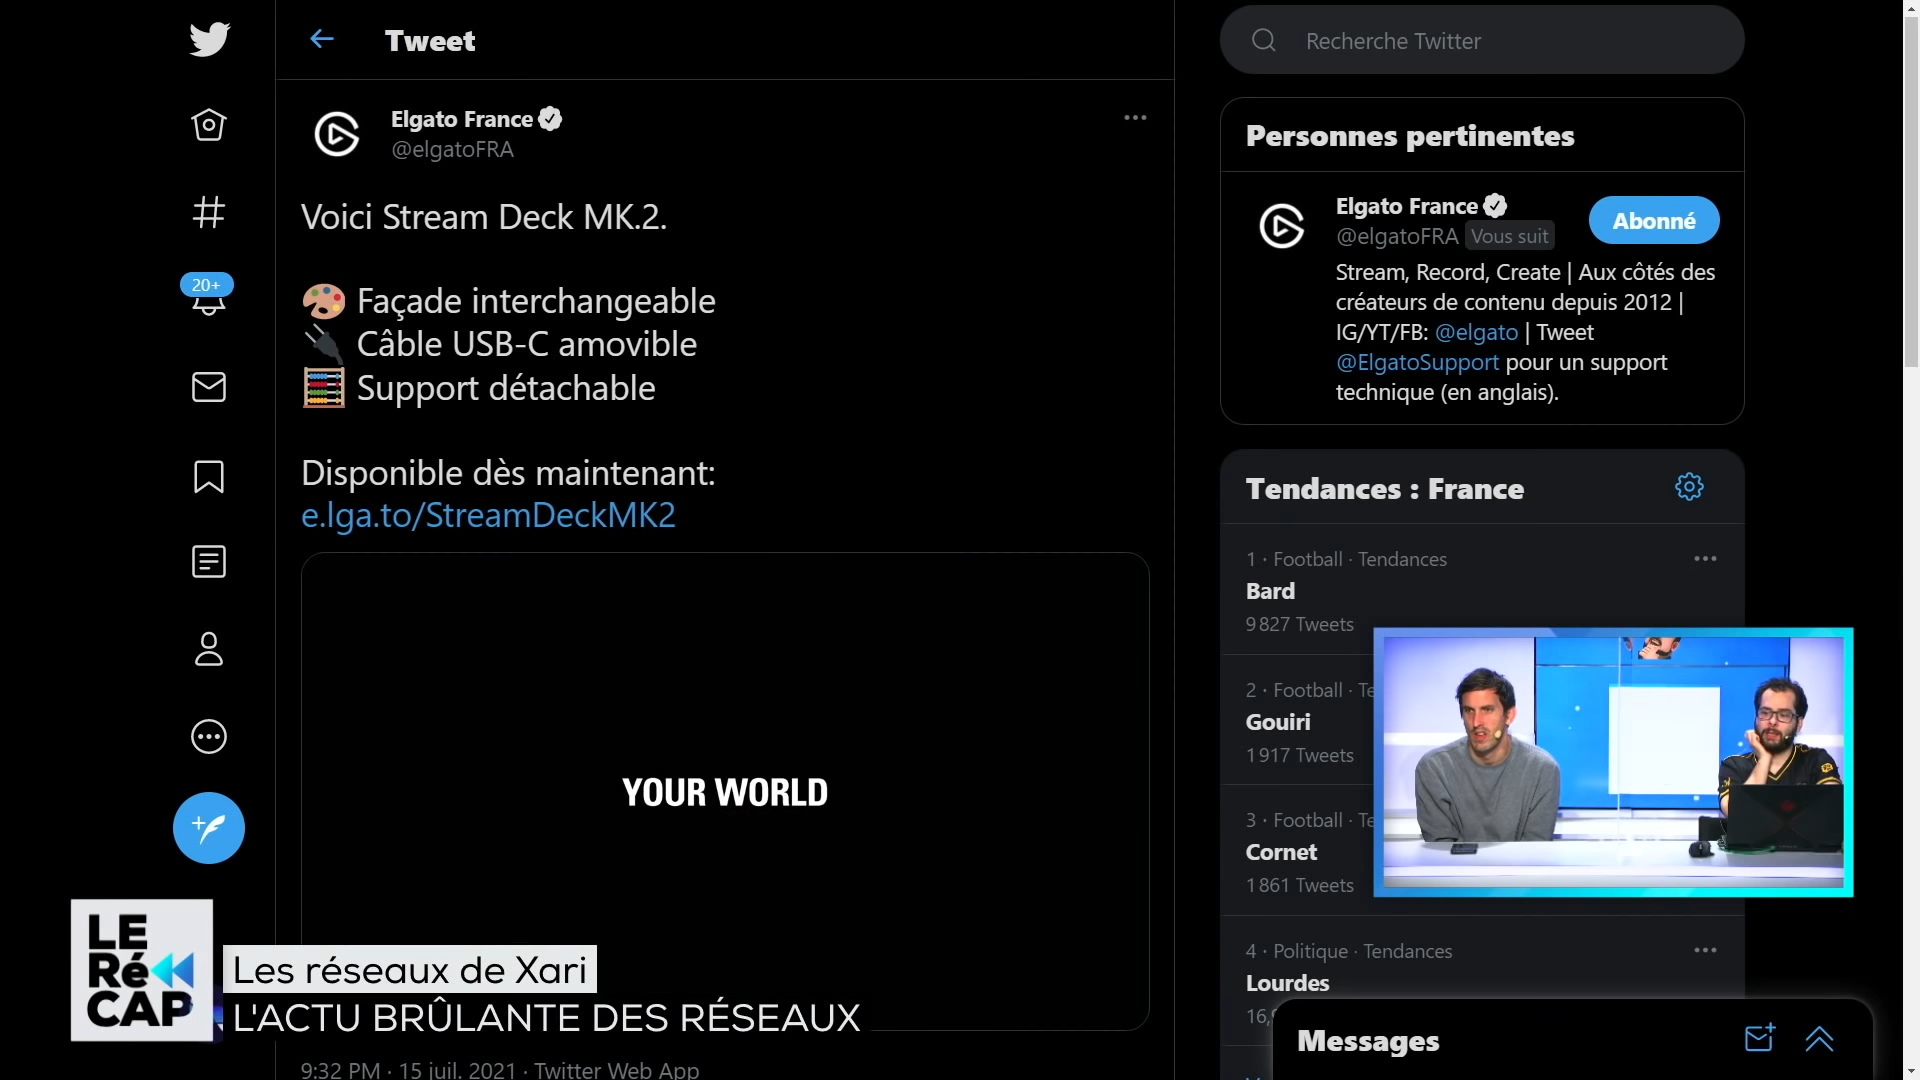 Tweet
Elgato France
@elgatoFRA
Voici Stream Deck MK.2.
Façade interchangeable
Câble USB-C amovible
Support détachable
Disponible dès maintenant:
e.lga.to/StreamDeckMK2
YOUR WORLD
9:32 PM · 15 juil. 2021 · Twitter Web App
20+
Recherche Twitter
Personnes pertinentes
Elgato France
@elgatoFRA Vous suit
Abonné
Stream, Record, Create | Aux côtés des
créateurs de contenu depuis 2012 |
IG/YT/FB: @elgato | Tweet
@ElgatoSupport pour un support
technique (en anglais).
Tendances : France
1 · Football · Tendances
Bard
9 827 Tweets
2 · Football · Te
Gouiri
1 917 Tweets
3 · Football · Te
Cornet
1 861 Tweets
4 · Politique · Tendances
Lourdes
16,
Messages
LE
Ré
CAP
Les réseaux de Xari
L'ACTU BRÛLANTE DES RÉSEAUX